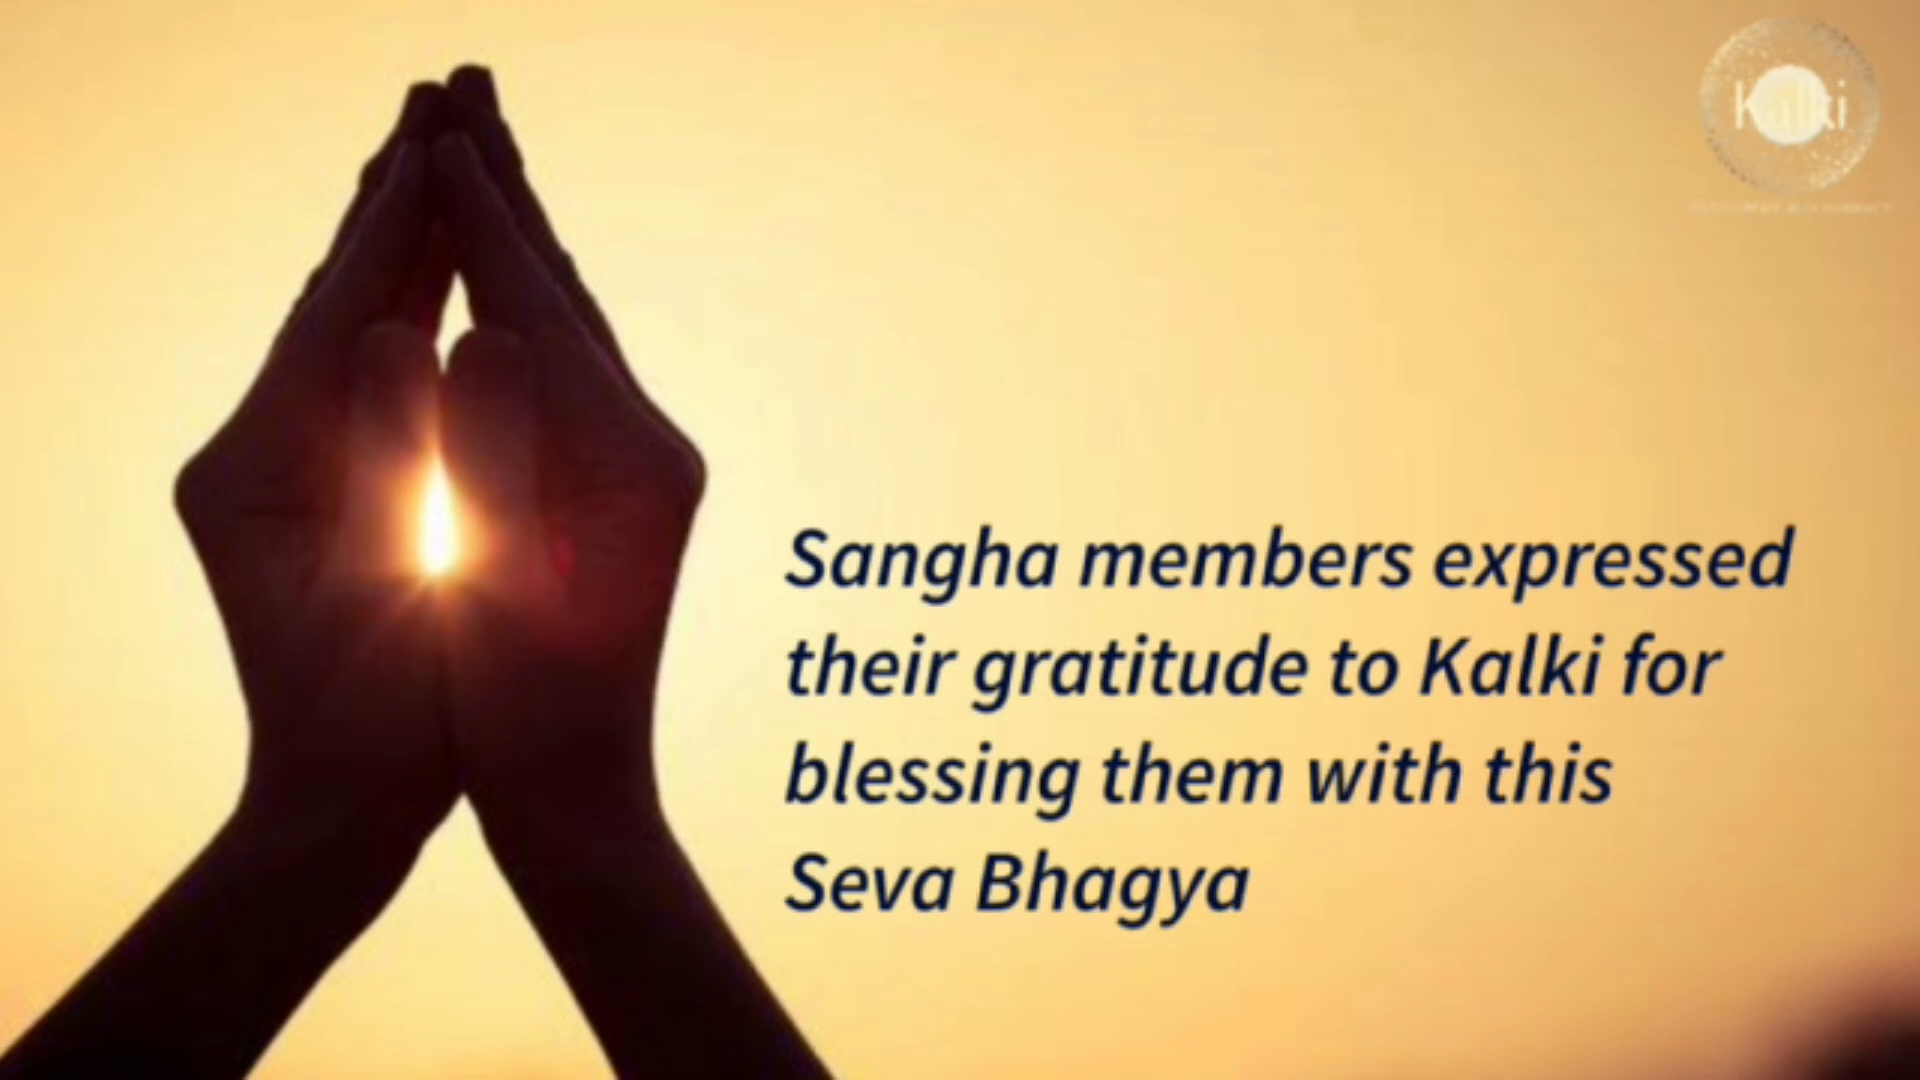 Kalki
Sangha members expressed
their gratitude to Kalki for
blessing them with this
Seva Bhagya